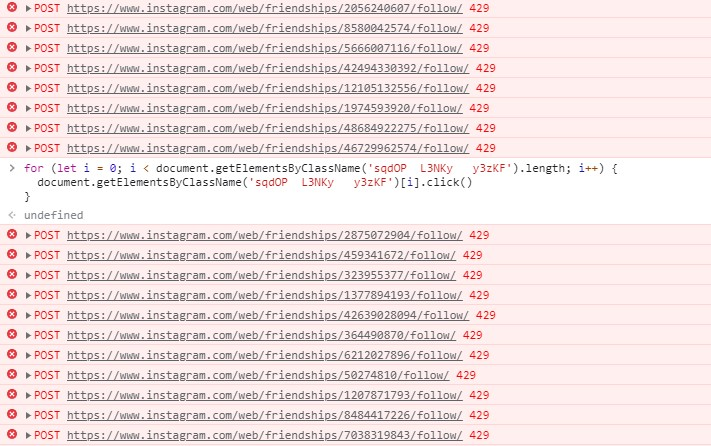 POST https://www.instagram.com/web/friendships/2056240607/follow/ 429
POST https://www.instagram.com/web/friendships/8580042574/follow/ 429
POST https://www.instagram.com/web/friendships/5666007116/follow/ 429
POST https://www.instagram.com/web/friendships/42494330392/follow/ 429
POST https://www.instagram.com/web/friendships/12105132556/follow/ 429
POST https://www.instagram.com/web/friendships/1974593920/follow/ 429
POST https://www.instagram.com/web/friendships/48684922275/follow/ 429
POST https://www.instagram.com/web/friendships/46729962574/follow/ 429
for (let i = 0; i < document.getElementsByClassName('sqdOP  L3NKy   y3zKF').length; i++) {
  document.getElementsByClassName('sqdOP  L3NKy   y3zKF')[i].click()
}
undefined
POST https://www.instagram.com/web/friendships/2875072904/follow/ 429
POST https://www.instagram.com/web/friendships/459341672/follow/ 429
POST https://www.instagram.com/web/friendships/323955377/follow/ 429
POST https://www.instagram.com/web/friendships/1377894193/follow/ 429
POST https://www.instagram.com/web/friendships/42639028094/follow/ 429
POST https://www.instagram.com/web/friendships/364490870/follow/ 429
POST https://www.instagram.com/web/friendships/6212027896/follow/ 429
POST https://www.instagram.com/web/friendships/50274810/follow/ 429
POST https://www.instagram.com/web/friendships/1207871793/follow/ 429
POST https://www.instagram.com/web/friendships/8484417226/follow/ 429
POST https://www.instagram.com/web/friendships/7038319843/follow/ 429